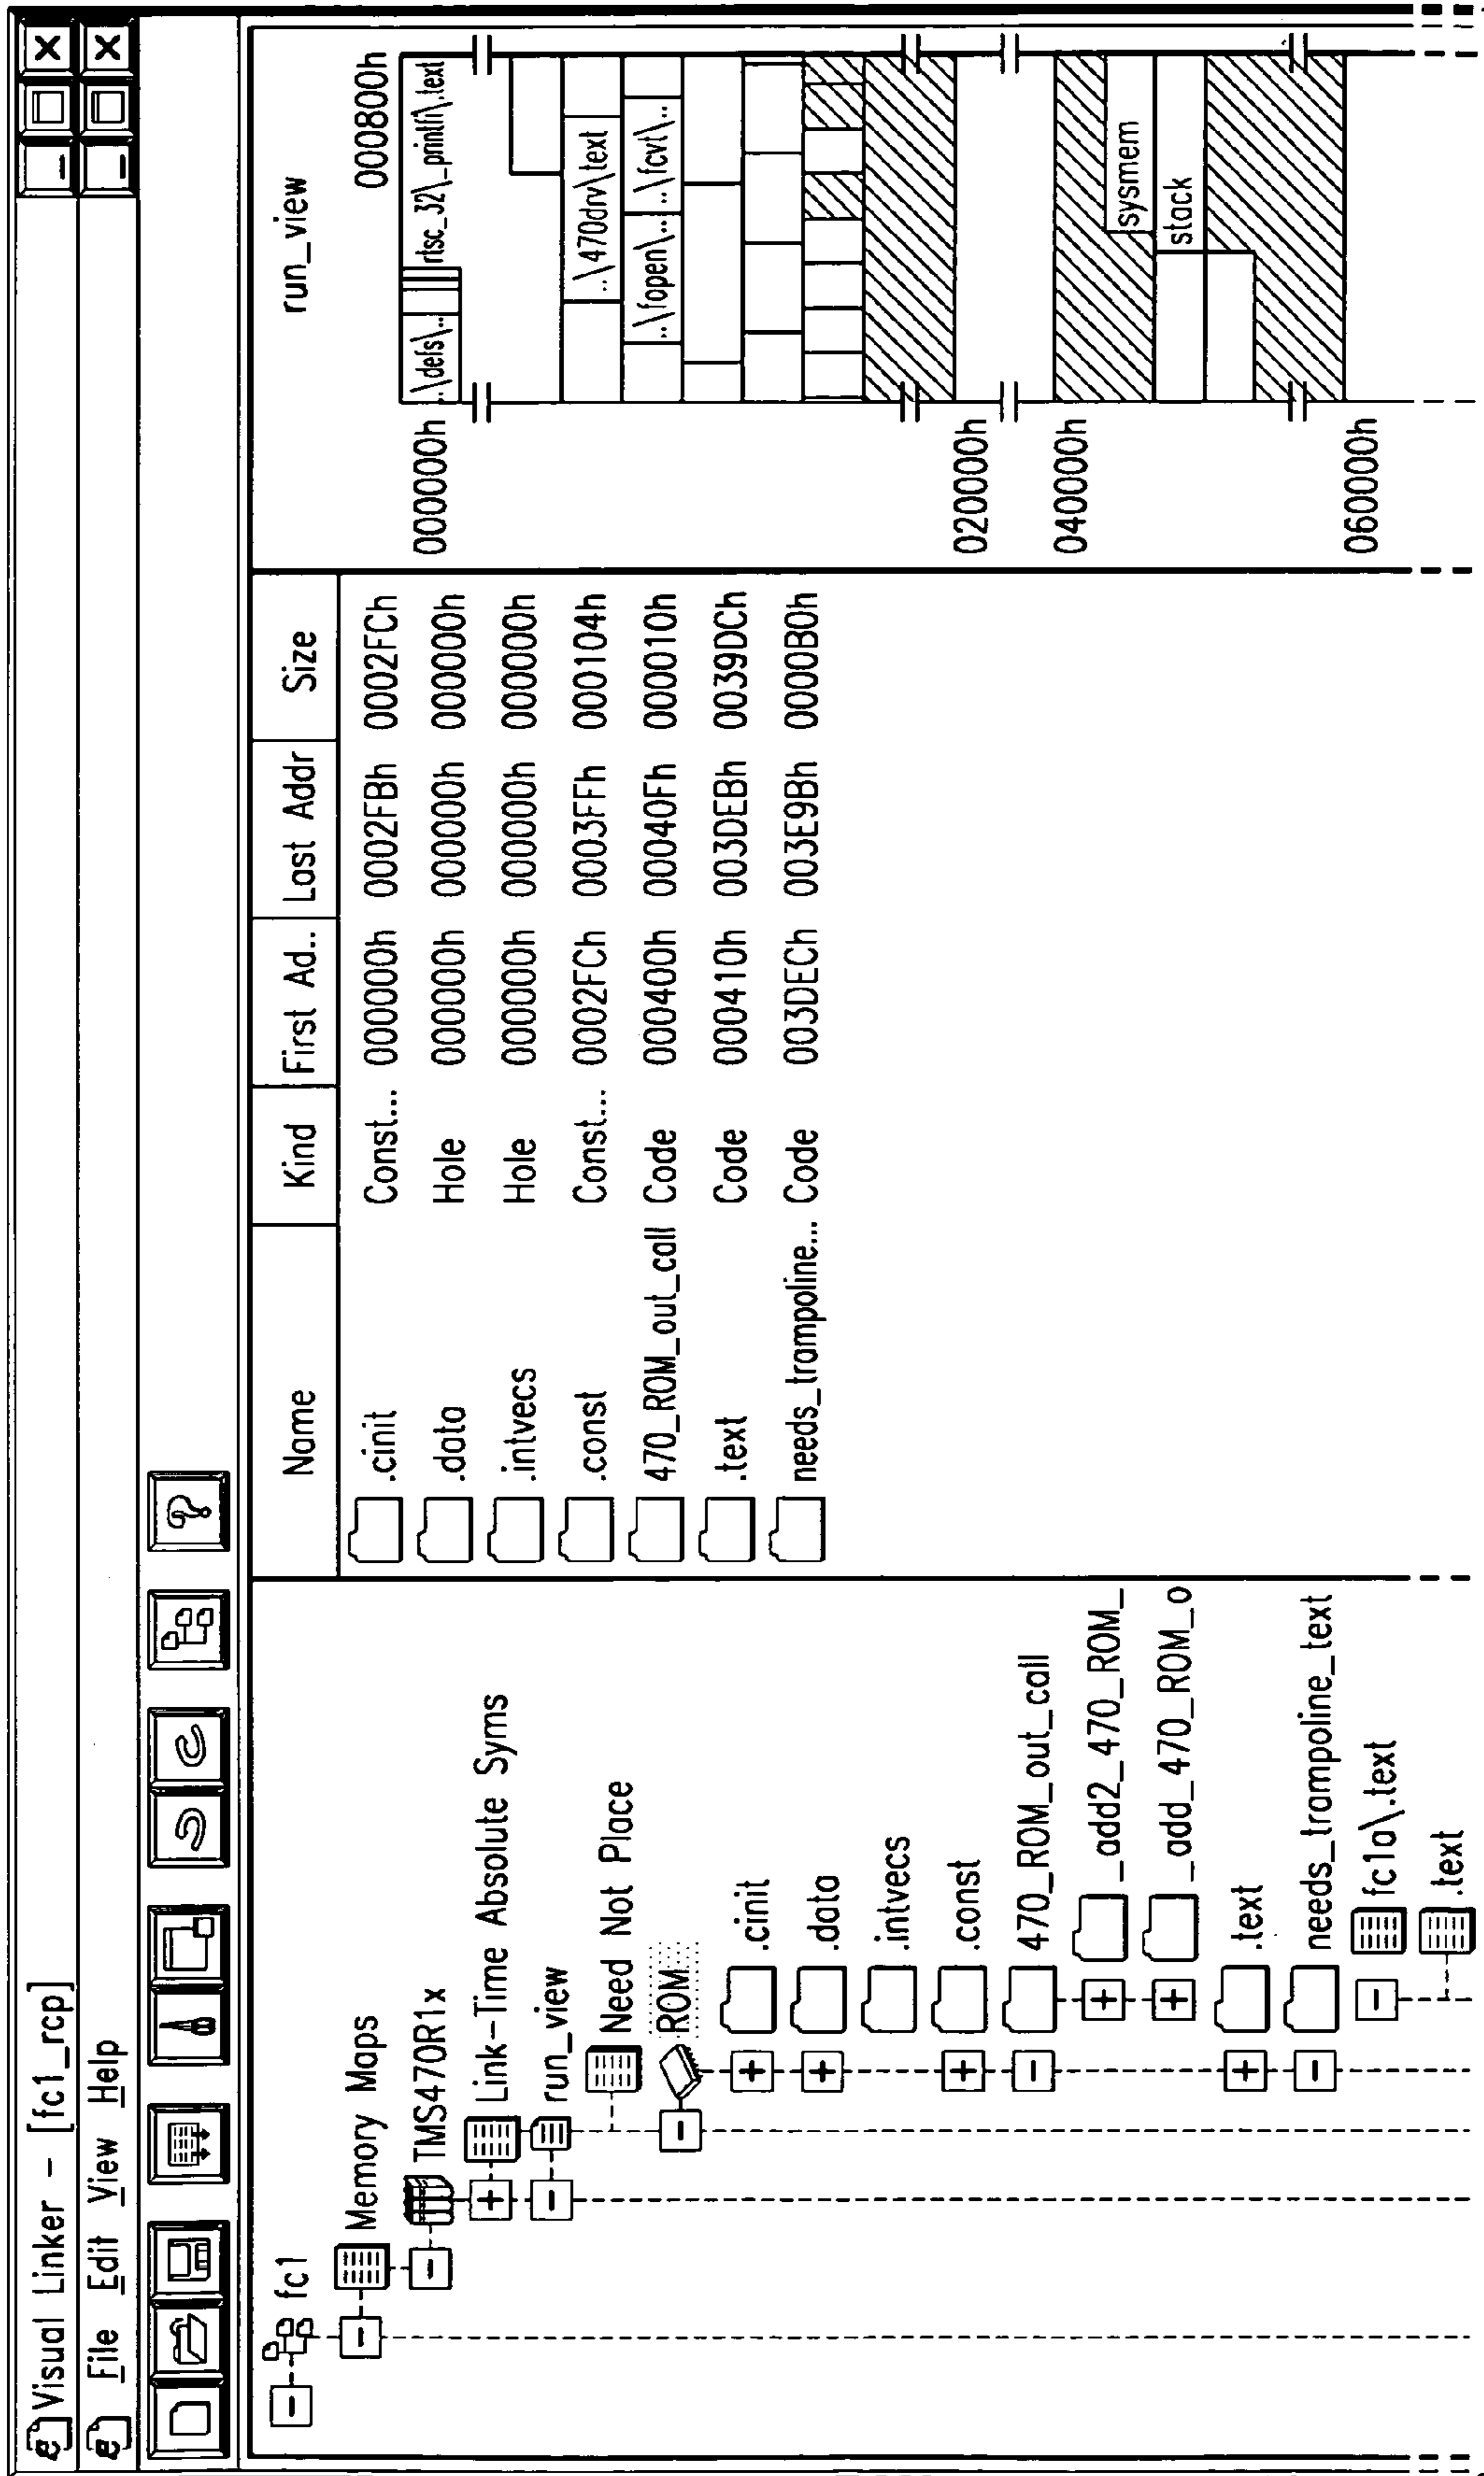 Visual Linker - [fc1_rcp]
File Edit View Help
fc1
Memory Maps
TMS470R1x
Link-Time Absolute Syms
run_view
Need Not Place
ROM
.cinit
.data
.intvecs
.const
470_ROM_out_call
_add2_470_ROM_
_add_470_ROM_o
.text
needs_trampoline_text
fc1a\.text
.text
Name Kind First Ad.. Last Addr Size
.cinit Const... 000000h 0002FBh 0002FCh
.data Hole 000000h 000000h 000000h
.intvecs Hole 000000h 000000h 000000h
.const Const... 0002FCh 0003FFh 000104h
470_ROM_out_call Code 000400h 00040Fh 000010h
.text Code 000410h 003DEBh 0039DCh
needs_trampoline... Code 003DECh 003E9Bh 0000B0h
run_view
000800h
000000h ..\defs\.. rtsc_32\_printfi\.text
..\470drv\text
..\fopen\.. ..\fcvt\..
020000h
040000h
sysmem
stack
060000h